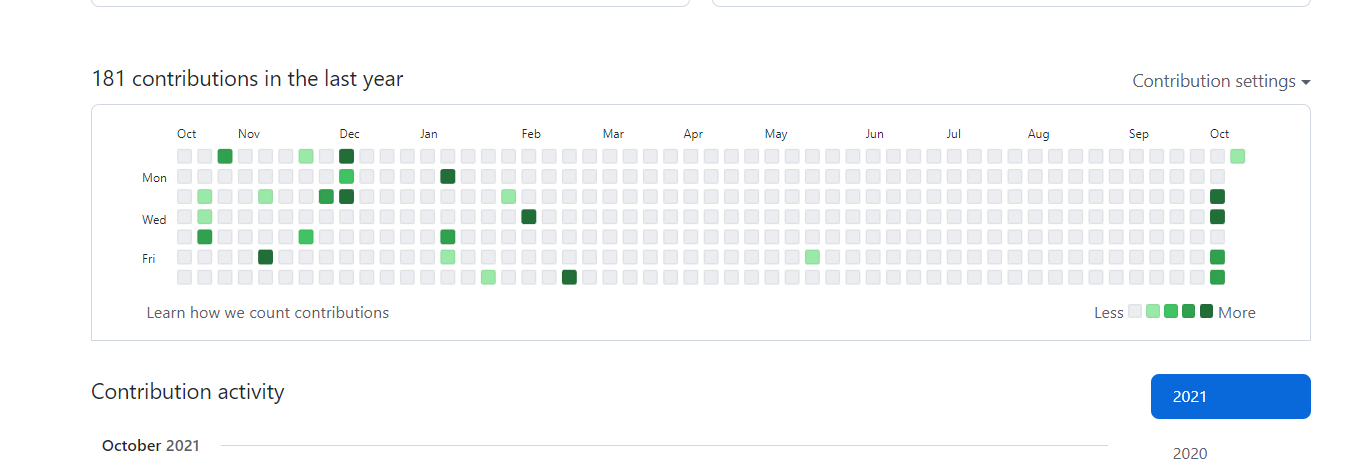 181 contributions in the last year
Contribution settings
Oct Nov Dec Jan Feb Mar Apr May Jun Jul Aug Sep Oct
Mon
Wed
Fri
Learn how we count contributions
Less More
Contribution activity
2021
October 2021
2020